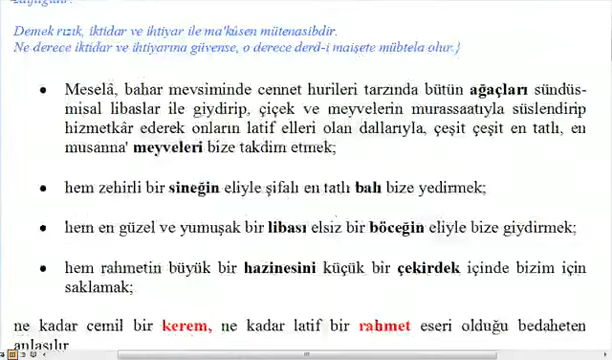 Demek rızık, iktidar ve ihtiyar ile ma'kûsen mütenasibdir.
Ne derece iktidar ve ihtiyarına güvense, o derece derd-i maişete mübtela olur.}
• Meselâ, bahar mevsiminde cennet hurileri tarzında bütün ağaçları sündüs-
misal libaslar ile giydirip, çiçek ve meyvelerin murassaatıyla süslendirip
hizmetkâr ederek onların latif elleri olan dallarıyla, çeşit çeşit en tatlı, en
musanna' meyveleri bize takdim etmek;
• hem zehirli bir sineğin eliyle şifalı en tatlı balı bize yedirmek;
• hem en güzel ve yumuşak bir libası elsiz bir böceğin eliyle bize giydirmek;
• hem rahmetin büyük bir hazinesini küçük bir çekirdek içinde bizim için
saklamak;
ne kadar cemil bir kerem, ne kadar latif bir rahmet eseri olduğu bedaheten
anlaşılır